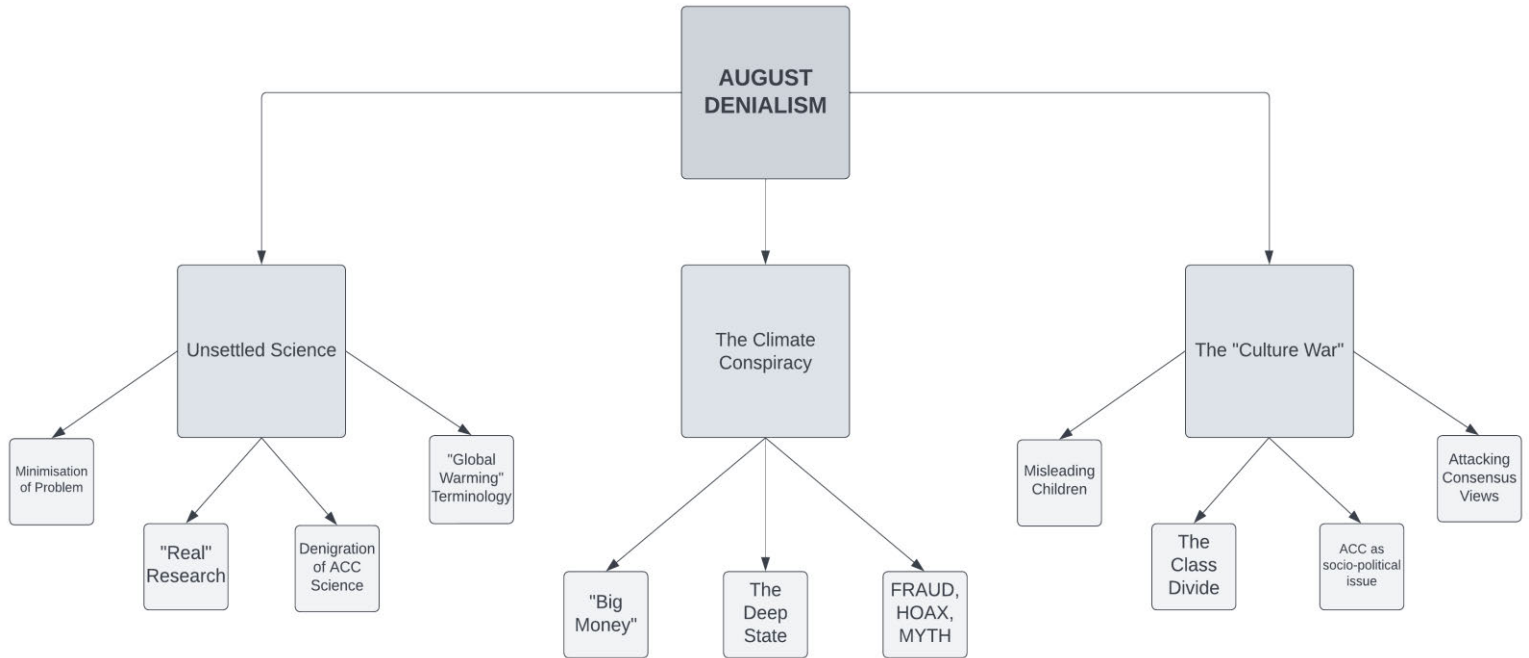 AUGUST
DENIALISM
Unsettled Science
The Climate
Conspiracy
The "Culture War"
Minimisation
of Problem
"Real"
Research
Denigration
of ACC
Science
"Global
Warming"
Terminology
"Big
Money"
The
Deep
State
FRAUD,
HOAX,
MYTH
Misleading
Children
The
Class
Divide
ACC as
socio-political
issue
Attacking
Consensus
Views